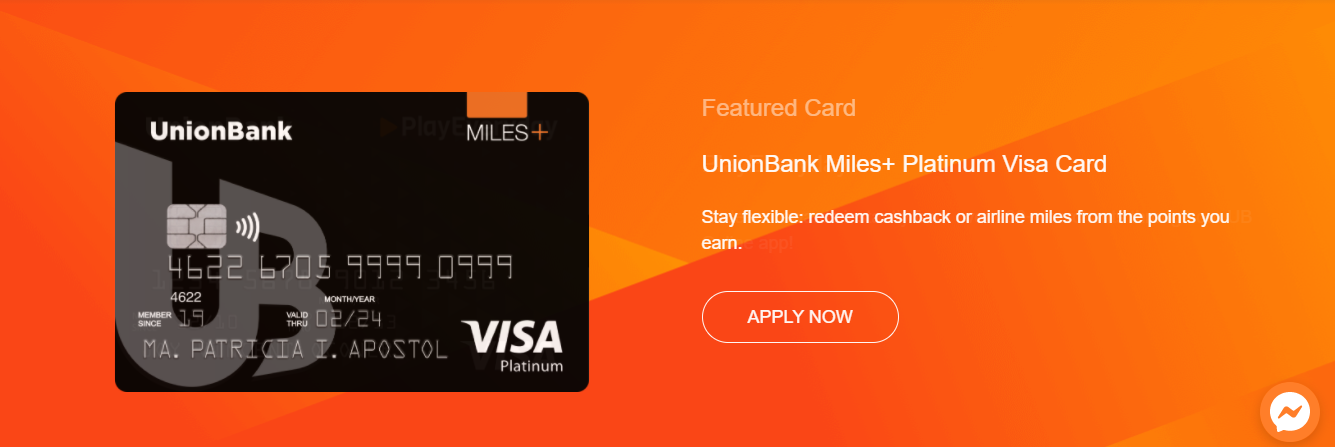 UnionBank
MILES+
4622 6705 9999 0999
4622
MONTH/YEAR
MEMBER SINCE 19
VALID THRU 02/24
MA. PATRICIA I. APOSTOL
VISA
Platinum
Featured Card
UnionBank Miles+ Platinum Visa Card
Stay flexible: redeem cashback or airline miles from the points you
earn.
APPLY NOW